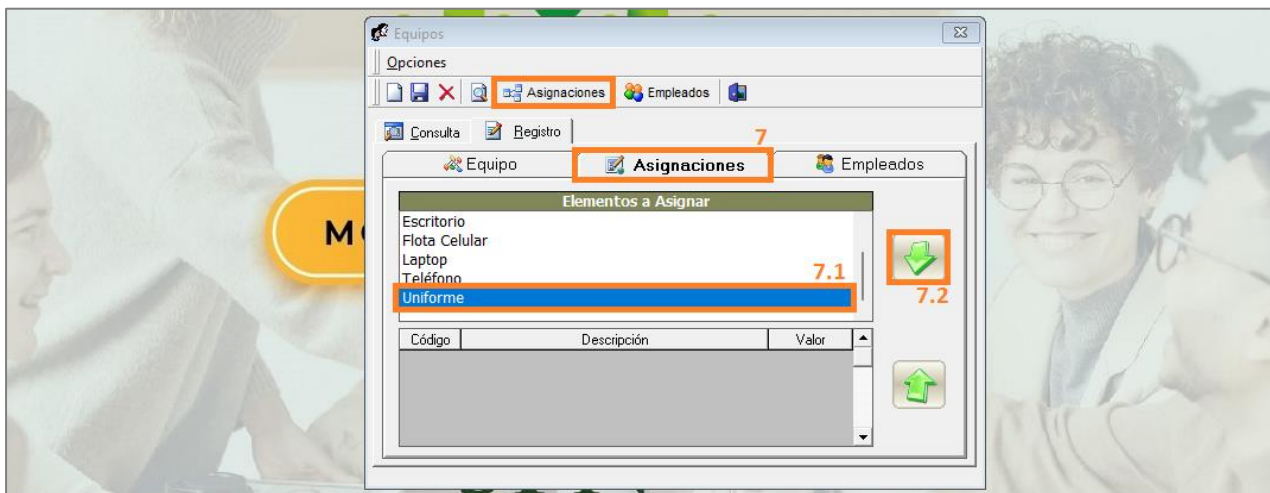 Equipos
Opciones
Asignaciones Empleados
Consulta Registro
7
Equipo Asignaciones Empleados
Elementos a Asignar
Escritorio
Flota Celular
Laptop
Teléfono
7.1
Uniforme
7.2
Código Descripción Valor
M